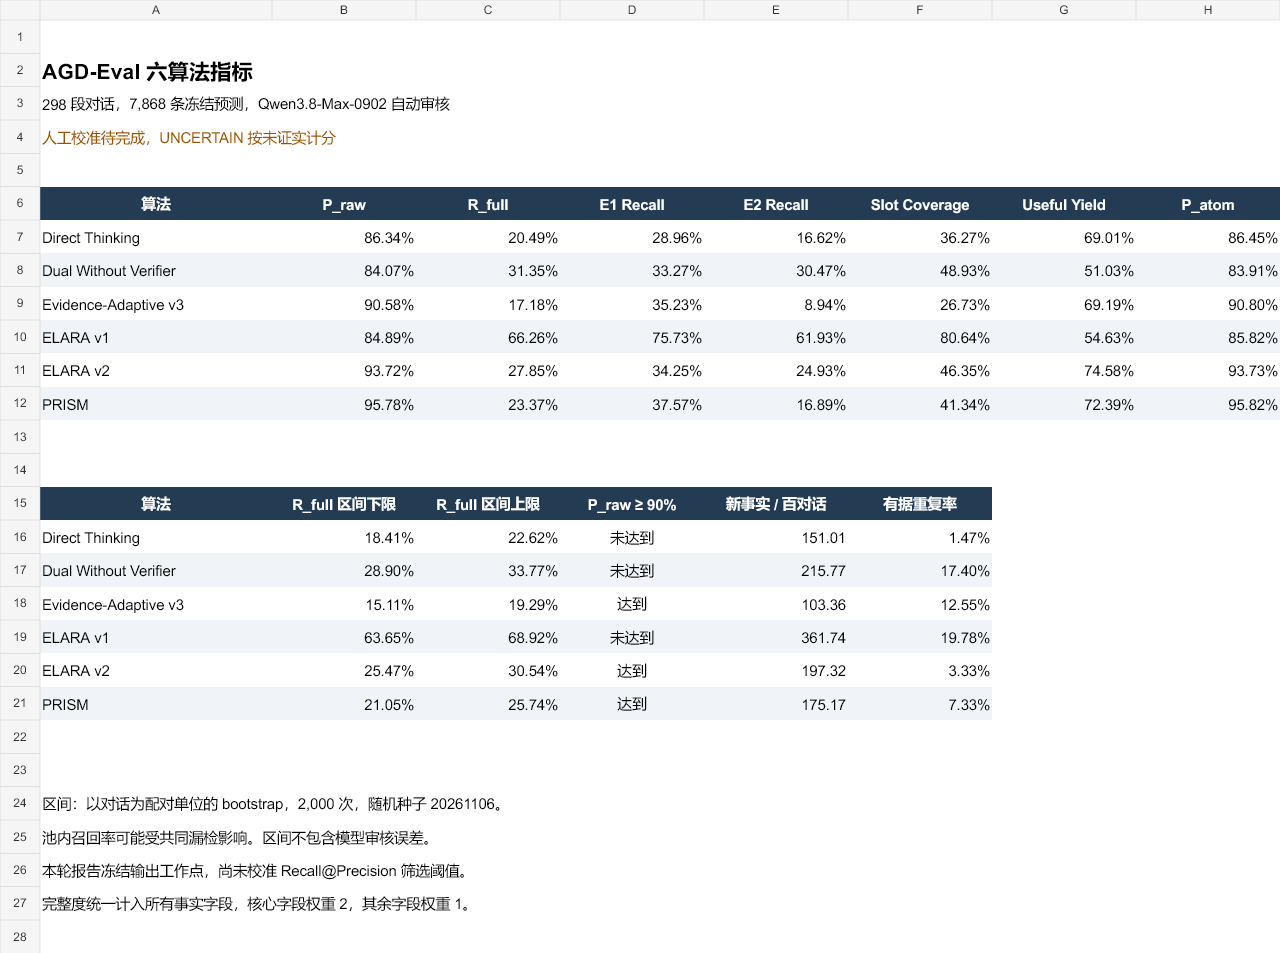 A B C D E F G H
1
2 AGD-Eval 六算法指标
3 298 段对话，7,868 条冻结预测，Qwen3.8-Max-0902 自动审核
4 人工校准待完成，UNCERTAIN 按未证实计分
5
6 算法 P_raw R_full E1 Recall E2 Recall Slot Coverage Useful Yield P_atom
7 Direct Thinking 86.34% 20.49% 28.96% 16.62% 36.27% 69.01% 86.45%
8 Dual Without Verifier 84.07% 31.35% 33.27% 30.47% 48.93% 51.03% 83.91%
9 Evidence-Adaptive v3 90.58% 17.18% 35.23% 8.94% 26.73% 69.19% 90.80%
10 ELARA v1 84.89% 66.26% 75.73% 61.93% 80.64% 54.63% 85.82%
11 ELARA v2 93.72% 27.85% 34.25% 24.93% 46.35% 74.58% 93.73%
12 PRISM 95.78% 23.37% 37.57% 16.89% 41.34% 72.39% 95.82%
13
14
15 算法 R_full 区间下限 R_full 区间上限 P_raw ≥ 90% 新事实 / 百对话 有据重复率
16 Direct Thinking 18.41% 22.62% 未达到 151.01 1.47%
17 Dual Without Verifier 28.90% 33.77% 未达到 215.77 17.40%
18 Evidence-Adaptive v3 15.11% 19.29% 达到 103.36 12.55%
19 ELARA v1 63.65% 68.92% 未达到 361.74 19.78%
20 ELARA v2 25.47% 30.54% 达到 197.32 3.33%
21 PRISM 21.05% 25.74% 达到 175.17 7.33%
22
23
24 区间：以对话为配对单位的 bootstrap，2,000 次，随机种子 20261106。
25 池内召回率可能受共同漏检影响。区间不包含模型审核误差。
26 本轮报告冻结输出工作点，尚未校准 Recall@Precision 筛选阈值。
27 完整度统一计入所有事实字段，核心字段权重 2，其余字段权重 1。
28